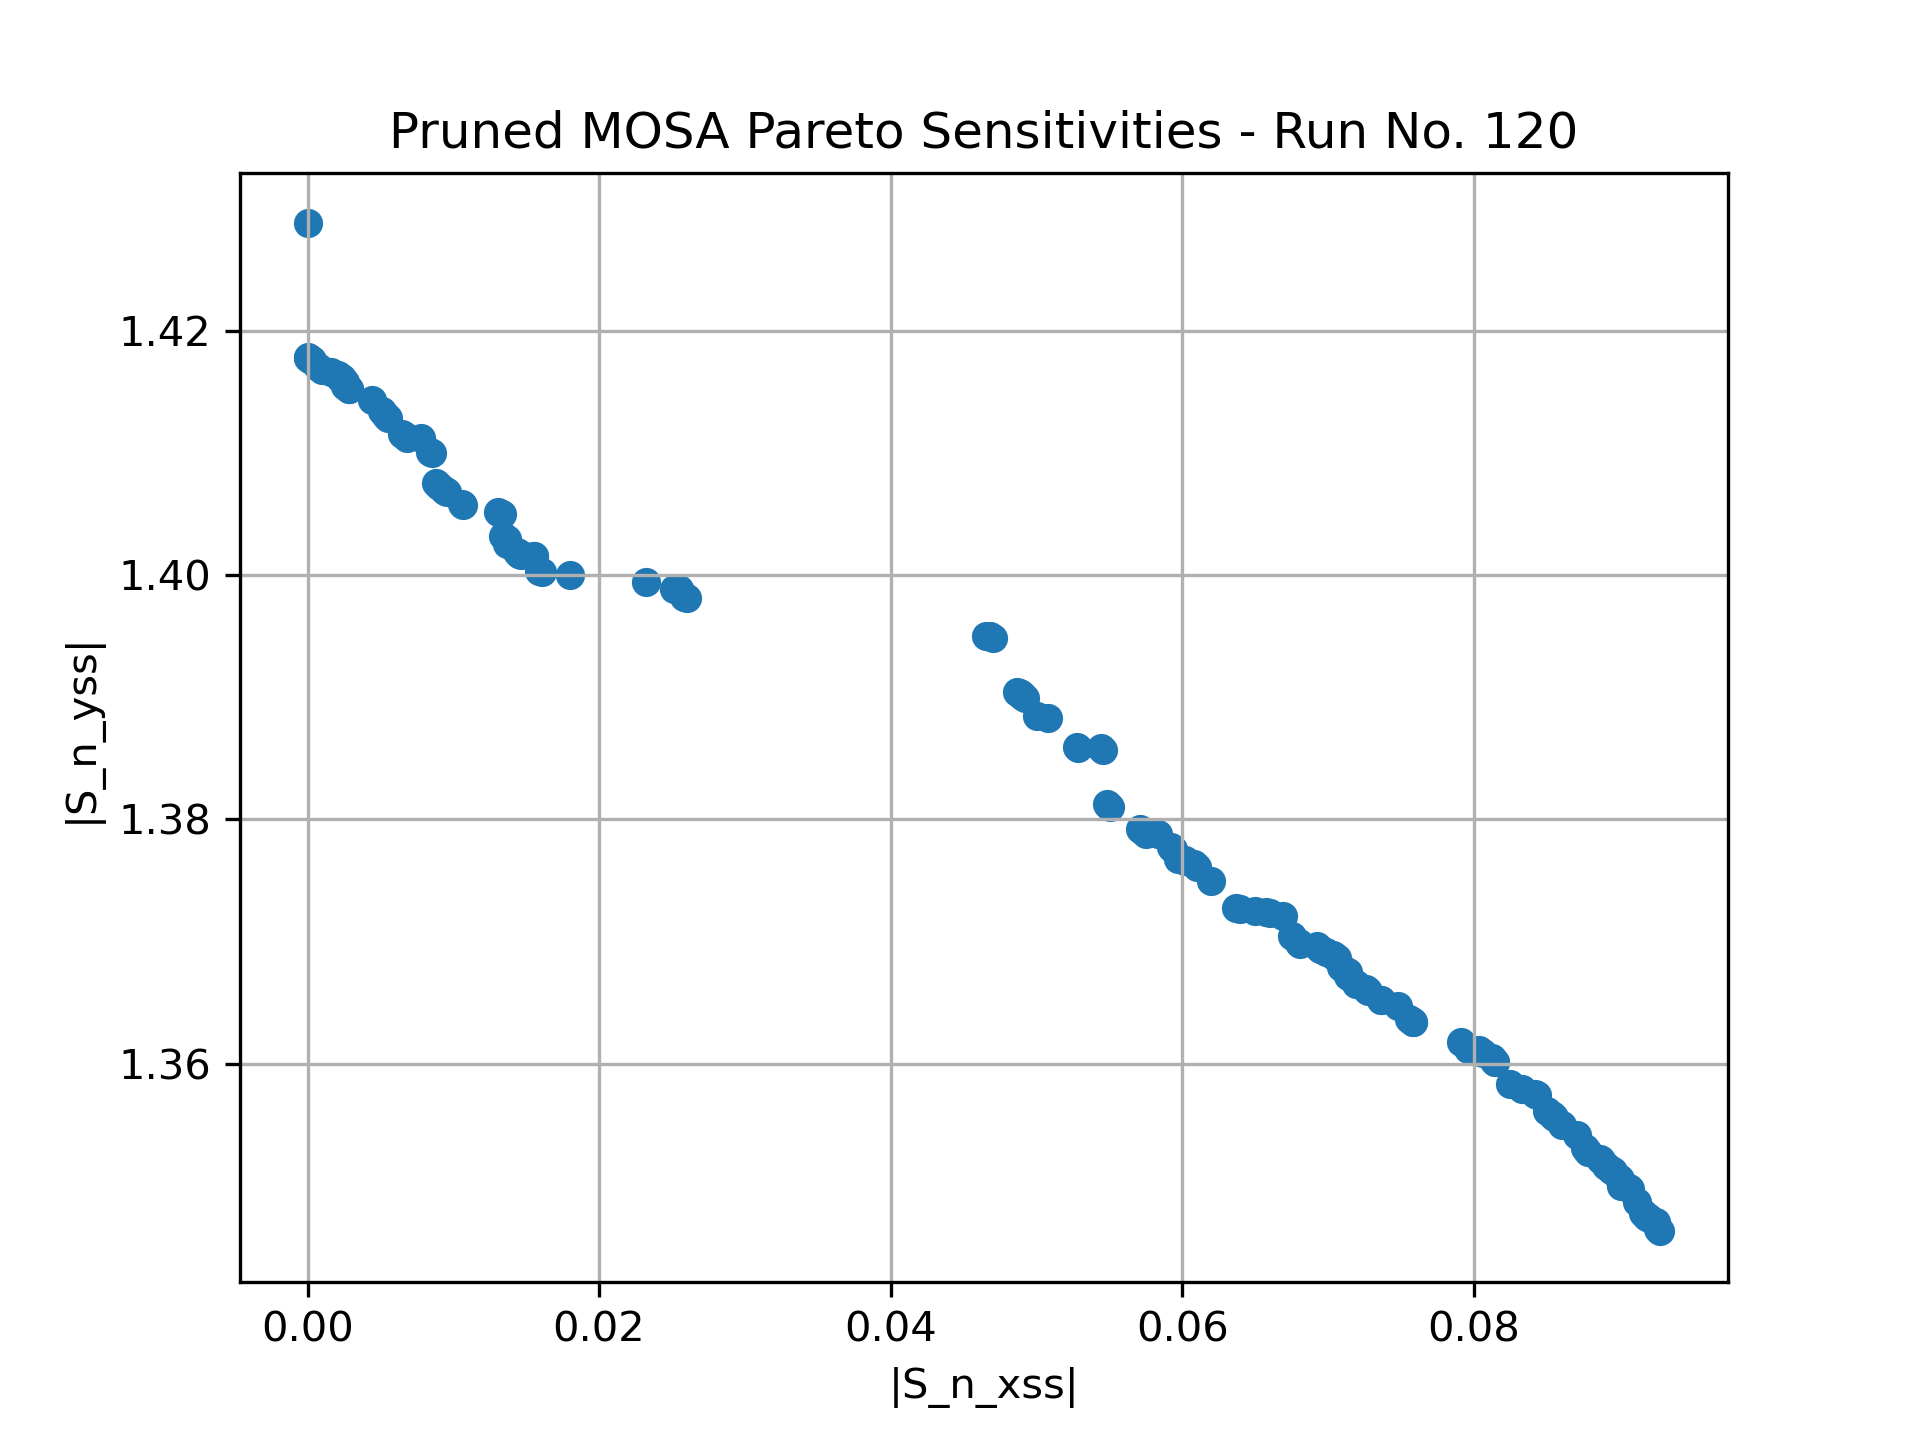 Pruned MOSA Pareto Sensitivities - Run No. 120
|S_n_yss|
1.42
1.40
1.38
1.36
0.00 0.02 0.04 0.06 0.08
|S_n_xss|